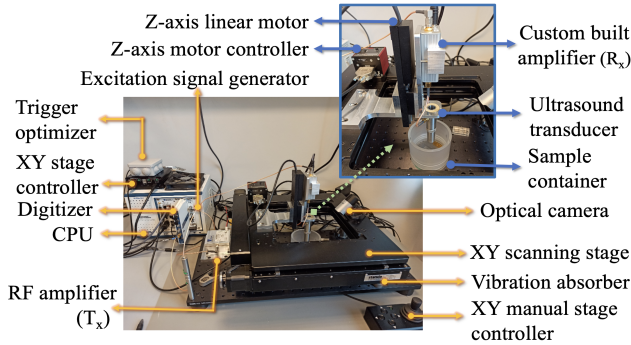 Z-axis linear motor
Z-axis motor controller
Excitation signal generator
Trigger
optimizer
XY stage
controller
Digitizer
CPU
RF amplifier
(Tx)
Custom built
amplifier (Rx)
Ultrasound
transducer
Sample
container
Optical camera
XY scanning stage
Vibration absorber
XY manual stage
controller